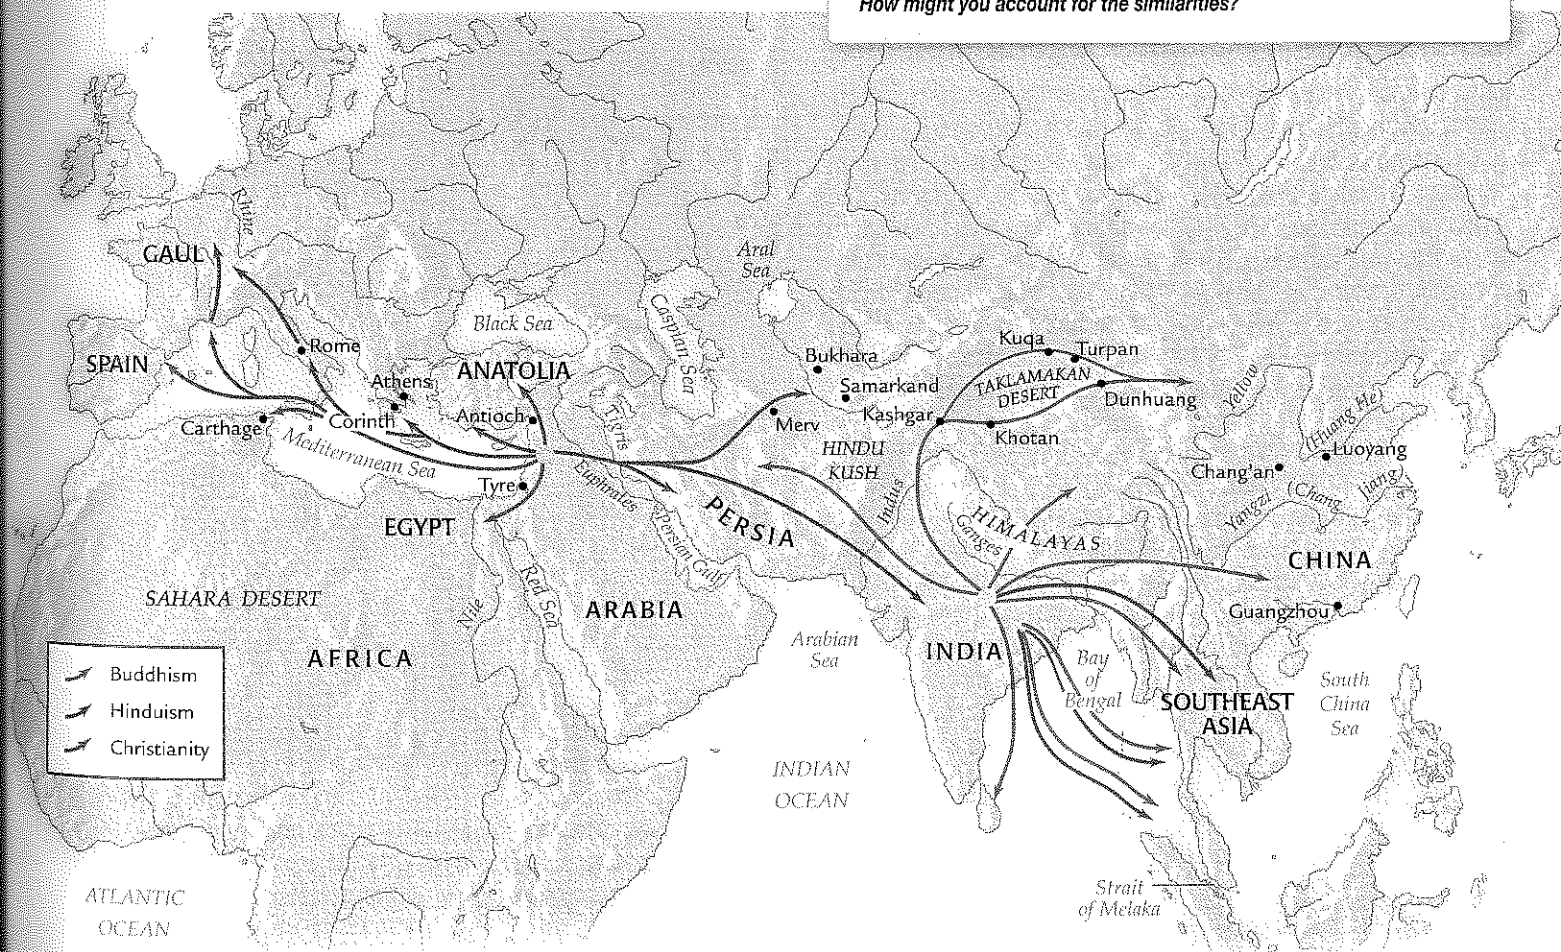 How might you account for the similarities?
Rhine
GAUL
Aral
Sea
Caspian Sea
Black Sea
Rome
SPAIN
ANATOLIA
Athens
Corinth
Antioch
Carthage
Mediterranean Sea
Tyre
Tigris
Euphrates
EGYPT
Persian Gulf
PERSIA
Bukhara
Samarkand
Merv
Kashgar
Kuqa
Turpan
TAKLAMAKAN
DESERT
Dunhuang
Khotan
HINDU
KUSH
Indus
HIMALAYAS
Ganges
Yellow
(Huang He)
Luoyang
Chang'an
Yangzi (Chang Jiang)
CHINA
Guangzhou
SAHARA DESERT
Nile
Red Sea
ARABIA
AFRICA
Arabian
Sea
INDIA
Bay
of
Bengal
SOUTHEAST
ASIA
South
China
Sea
Buddhism
Hinduism
Christianity
INDIAN
OCEAN
ATLANTIC
OCEAN
Strait
of Melaka